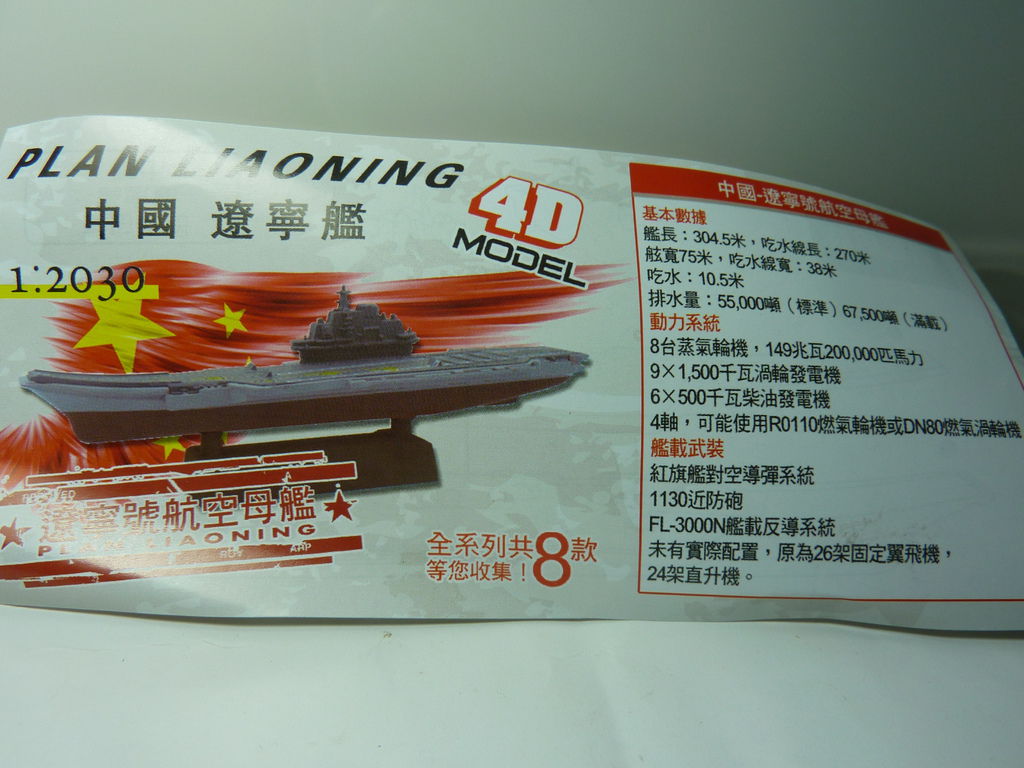 PLAN LIAONING
中國 遼寧艦
1:2030
4D
MODEL
遼寧號航空母艦
PLAN LIAONING
全系列共8款
等您收集！
中國-遼寧號航空母艦
基本數據
艦長：304.5米，吃水線長：270米
舷寬75米，吃水線寬：38米
吃水：10.5米
排水量：55,000噸（標準）67,500噸（滿載）
動力系統
8台蒸氣輪機，149兆瓦200,000匹馬力
9×1,500千瓦渦輪發電機
6×500千瓦柴油發電機
4軸，可能使用R0110燃氣輪機或DN80燃氣渦輪機
艦載武裝
紅旗艦對空導彈系統
1130近防砲
FL-3000N艦載反導系統
未有實際配置，原為26架固定翼飛機，
24架直升機。